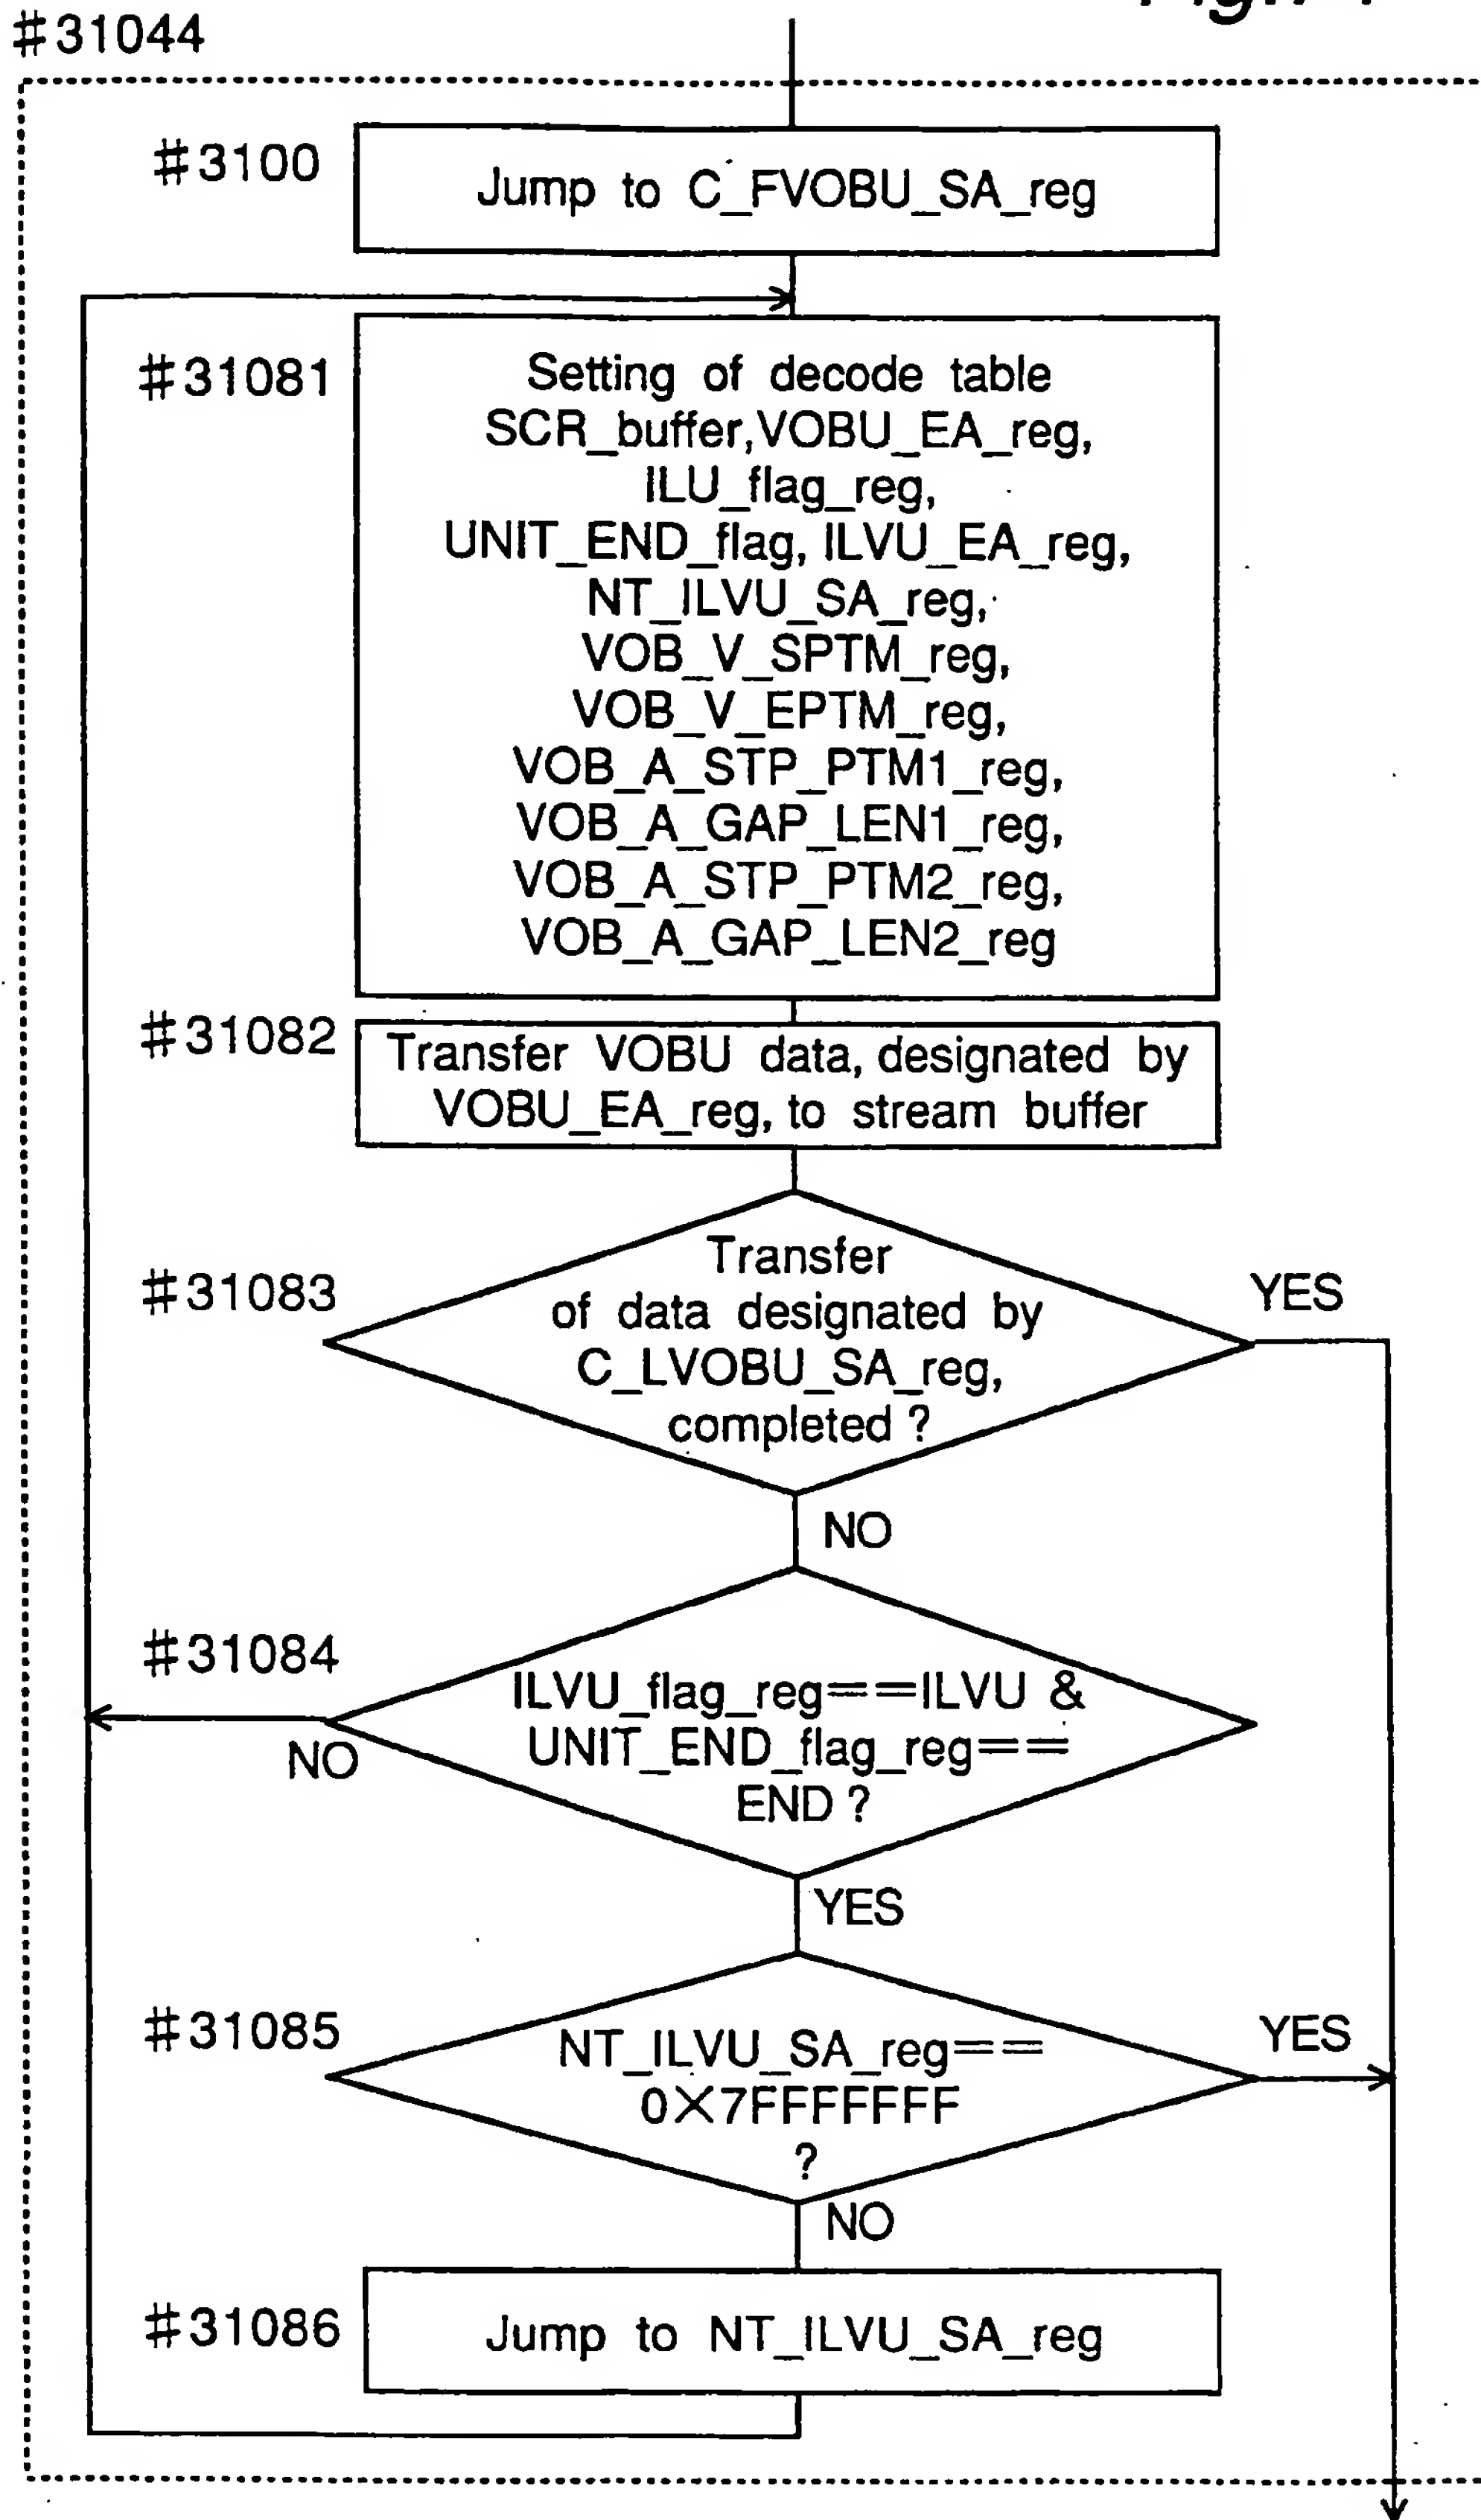 #31044
#3100
Jump to C_FVOBU_SA_reg
#31081
Setting of decode table
SCR_buffer,VOBU_EA_reg,
ILU_flag_reg,
UNIT_END_flag, ILVU_EA_reg,
NT_ILVU_SA_reg,
VOB_V_SPTM_reg,
VOB_V_EPTM_reg,
VOB_A_STP_PTM1_reg,
VOB_A_GAP_LEN1_reg,
VOB_A_STP_PTM2_reg,
VOB_A_GAP_LEN2_reg
#31082
Transfer VOBU data, designated by
VOBU_EA_reg, to stream buffer
#31083
Transfer
of data designated by
C_LVOBU_SA_reg,
completed ?
YES
NO
#31084
ILVU_flag_reg==ILVU &
UNIT_END_flag_reg==
END ?
NO
YES
#31085
NT_ILVU_SA_reg==
0X7FFFFFFF
?
YES
NO
#31086
Jump to NT_ILVU_SA_reg